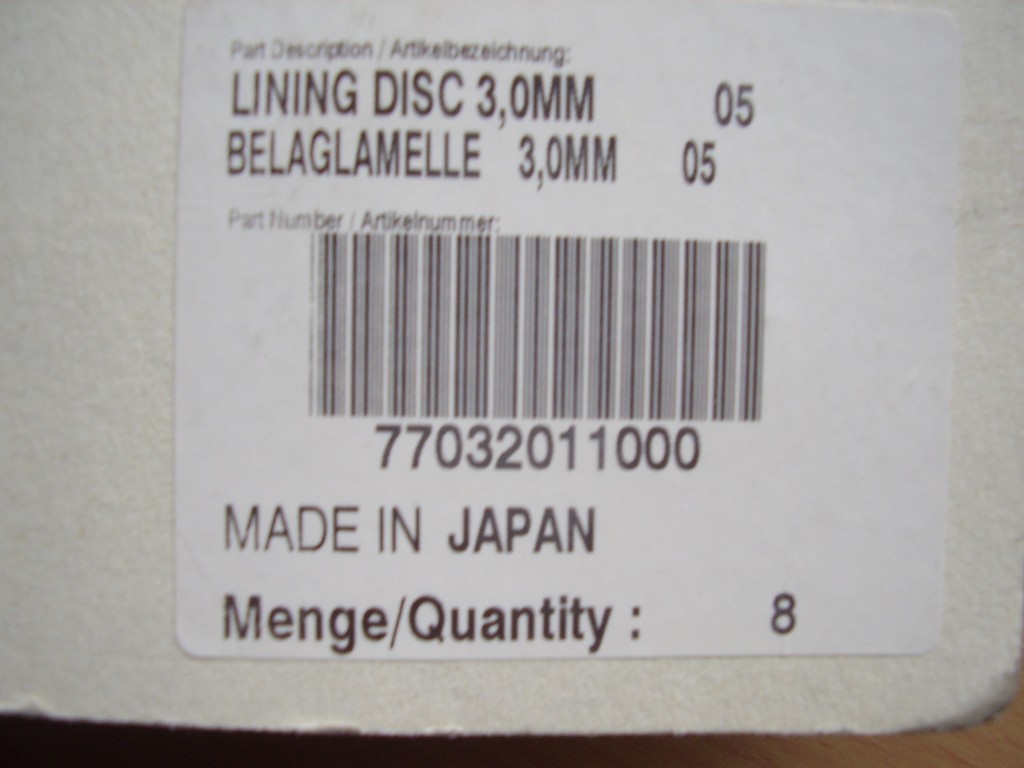 Part Description / Artikelbezeichnung:
LINING DISC 3,0MM 05
BELAGLAMELLE 3,0MM 05
Part Number / Artikelnummer:
77032011000
MADE IN JAPAN
Menge/Quantity : 8